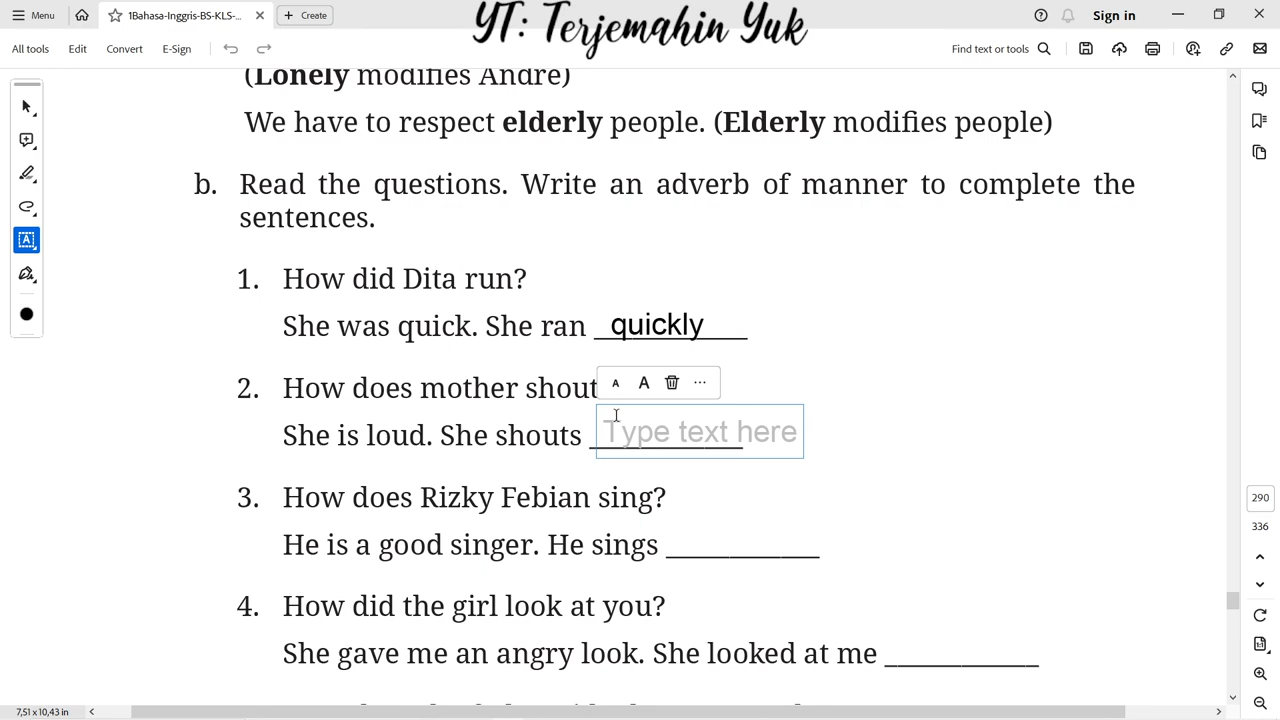 1Bahasa-Inggris-BS-KLS-...
Create
YT: Terjemahin Yuk
Sign in
Menu
All tools
Edit
Convert
E-Sign
Find text or tools
(Lonely modifies Andre)
We have to respect elderly people. (Elderly modifies people)
b. Read the questions. Write an adverb of manner to complete the
sentences.
1. How did Dita run?
She was quick. She ran quickly
2. How does mother shout
A A ...
She is loud. She shouts Type text here
3. How does Rizky Febian sing?
He is a good singer. He sings ____________
4. How did the girl look at you?
She gave me an angry look. She looked at me ____________
290
336
7,51 x 10,43 in